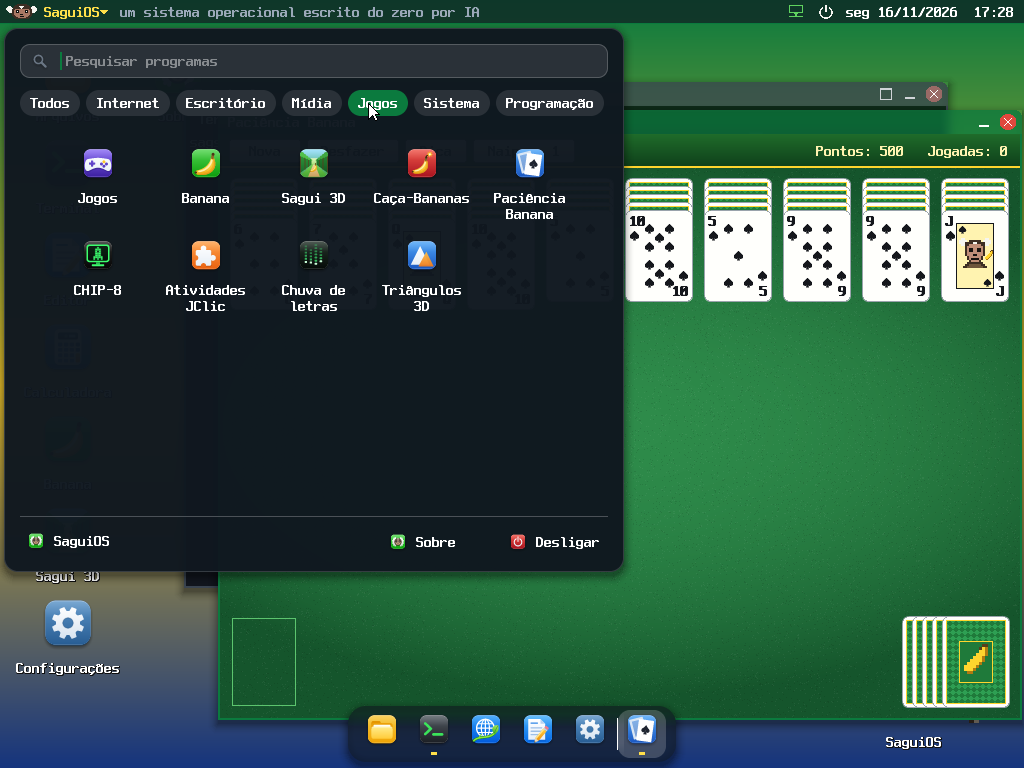 SaguiOS um sistema operacional escrito do zero por IA seg 16/11/2026 17:28
Pesquisar programas
Todos Internet Escritório Mídia Jogos Sistema Programação
Pontos: 500 Jogadas: 0
Jogos Banana Sagui 3D Caça-Bananas Paciência Banana
CHIP-8 Atividades JClic Chuva de letras Triângulos 3D
10 5 9 9 J
10 5 9 9 J
SaguiOS Sobre Desligar
Sagui 3D
Configurações
SaguiOS